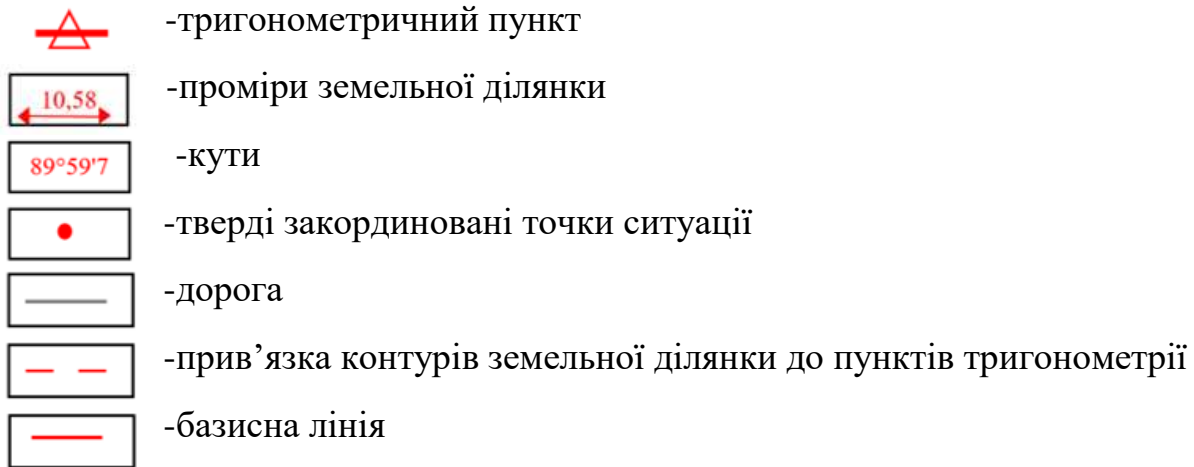 -тригонометричний пункт
10,58 -проміри земельної ділянки
89°59'7 -кути
-тверді закординовані точки ситуації
-дорога
-прив’язка контурів земельної ділянки до пунктів тригонометрії
-базисна лінія